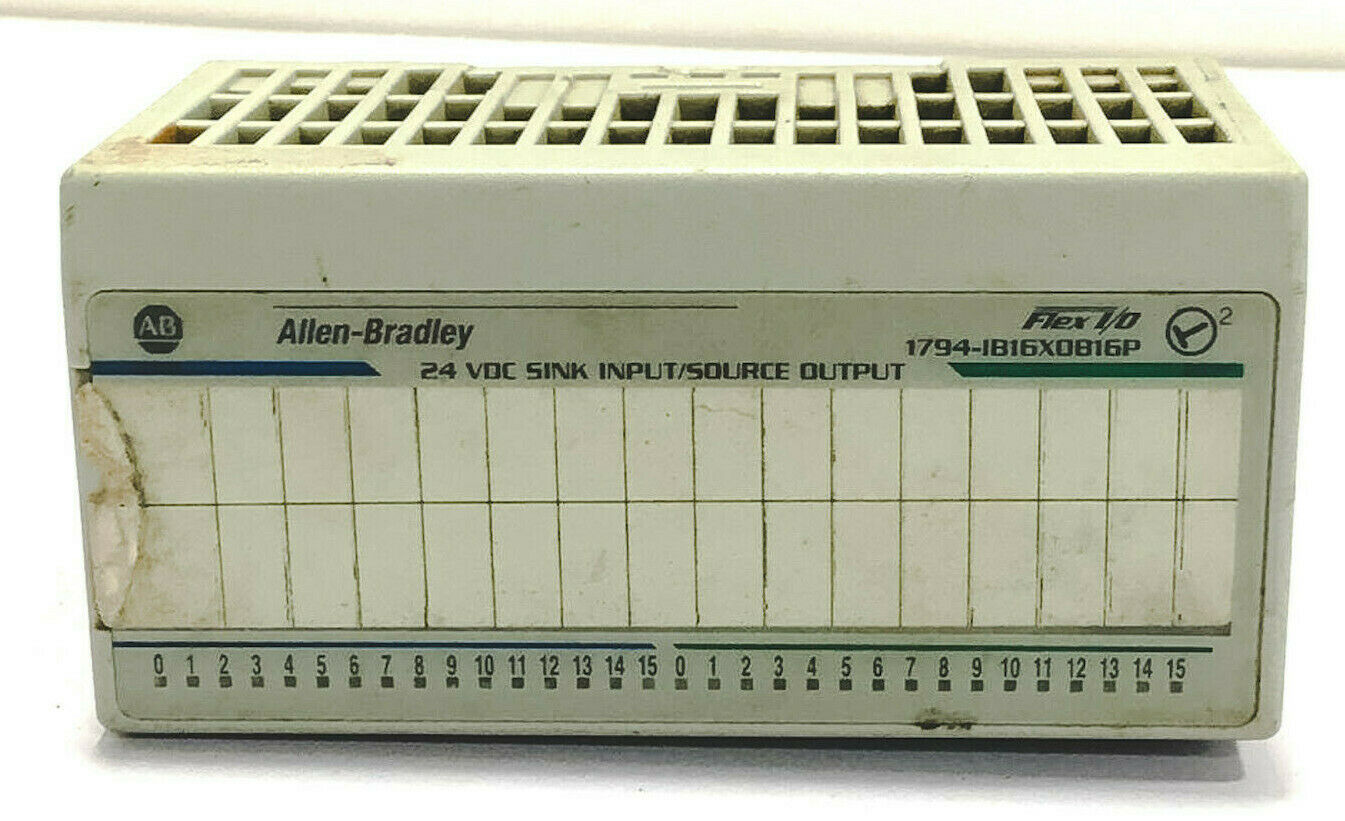 AB
Allen-Bradley
Flex I/O
2
1794-IB16XOB16P
24 VDC SINK INPUT/SOURCE OUTPUT
0 1 2 3 4 5 6 7 8 9 10 11 12 13 14 15 0 1 2 3 4 5 6 7 8 9 10 11 12 13 14 15